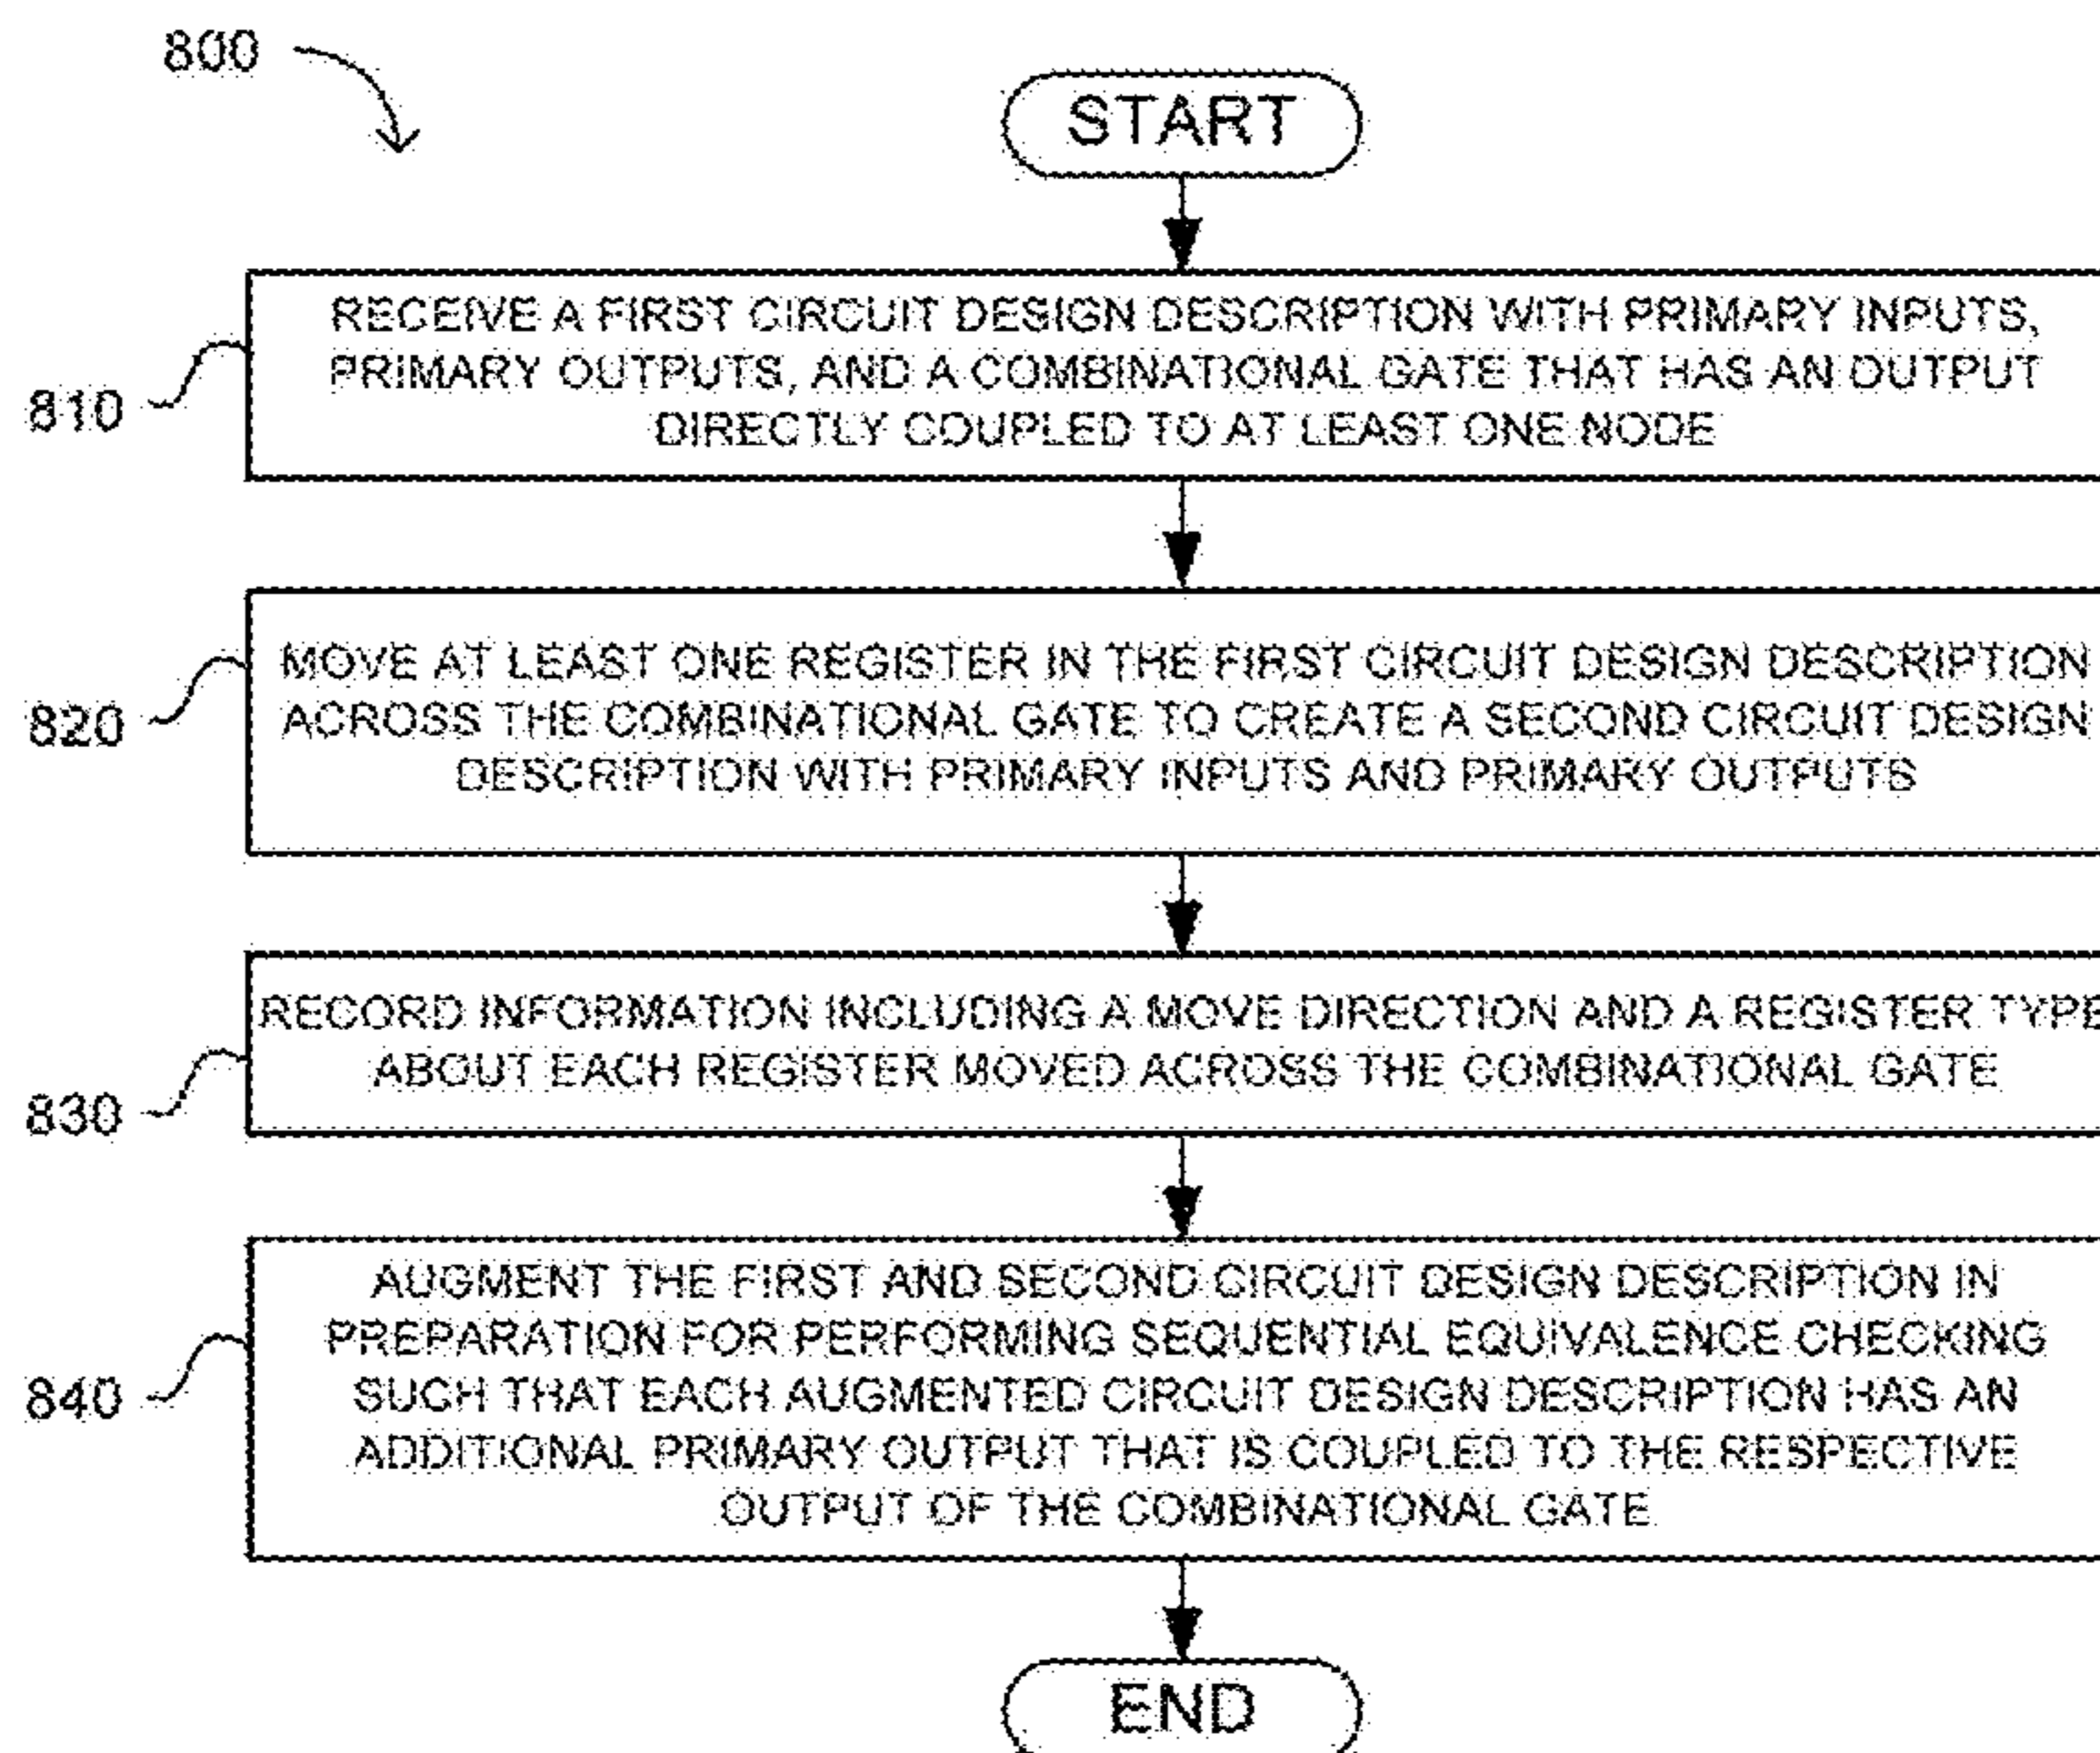 800
START
810
RECEIVE A FIRST CIRCUIT DESIGN DESCRIPTION WITH PRIMARY INPUTS,
PRIMARY OUTPUTS, AND A COMBINATIONAL GATE THAT HAS AN OUTPUT
DIRECTLY COUPLED TO AT LEAST ONE NODE
820
MOVE AT LEAST ONE REGISTER IN THE FIRST CIRCUIT DESIGN DESCRIPTION
ACROSS THE COMBINATIONAL GATE TO CREATE A SECOND CIRCUIT DESIGN
DESCRIPTION WITH PRIMARY INPUTS AND PRIMARY OUTPUTS
830
RECORD INFORMATION INCLUDING A MOVE DIRECTION AND A REGISTER TYPE
ABOUT EACH REGISTER MOVED ACROSS THE COMBINATIONAL GATE
840
AUGMENT THE FIRST AND SECOND CIRCUIT DESIGN DESCRIPTION IN
PREPARATION FOR PERFORMING SEQUENTIAL EQUIVALENCE CHECKING
SUCH THAT EACH AUGMENTED CIRCUIT DESIGN DESCRIPTION HAS AN
ADDITIONAL PRIMARY OUTPUT THAT IS COUPLED TO THE RESPECTIVE
OUTPUT OF THE COMBINATIONAL GATE
END